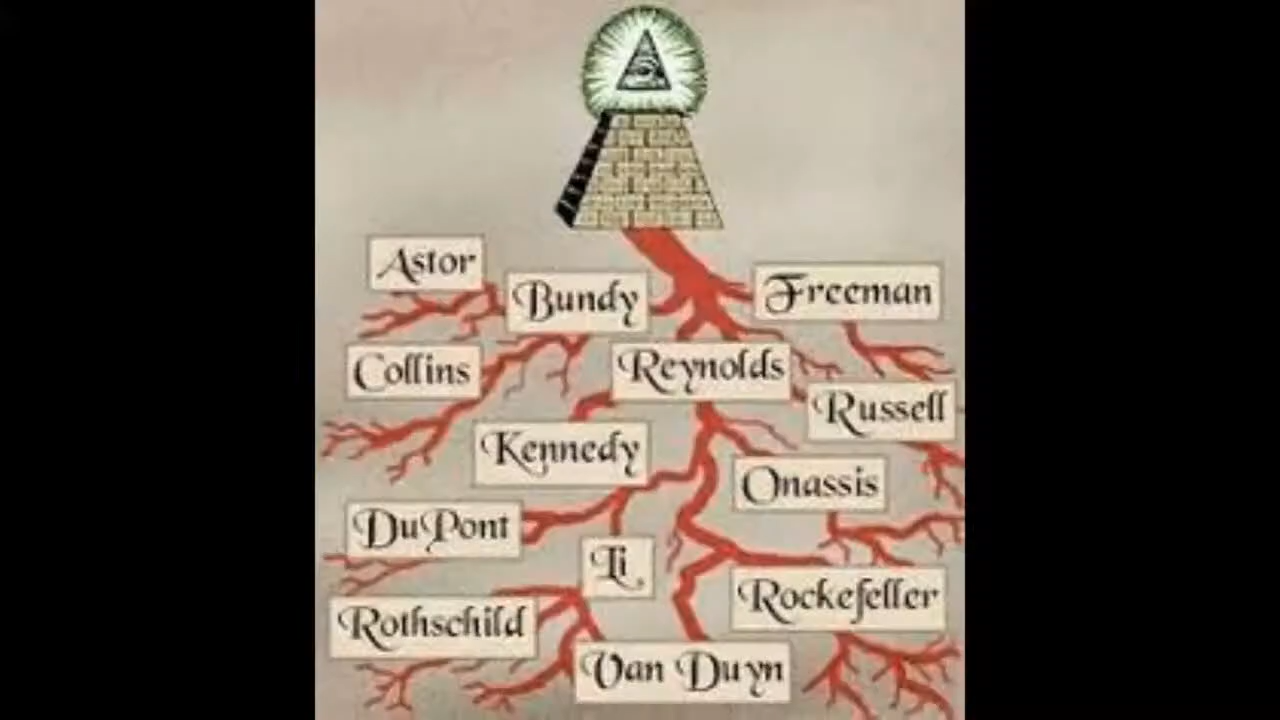 Astor
Bundy
Freeman
Collins
Reynolds
Russell
Kennedy
Onassis
DuPont
Li
Rockefeller
Rothschild
Van Duyn